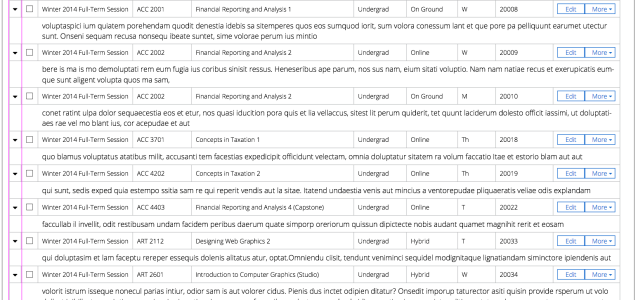 Winter 2014 Full-Term Session ACC 2001 Financial Reporting and Analysis 1 Undergrad On Ground W 20008 Edit More
voluptaspici ium quiatem porehendam quodit denestia idebis sa sitemperes quos eos sumquod iorit, sum volora conessum lant et que pore pa pelliquunt earumet utectur
sunt. Onseni sequam recusa nonsequ ibeate suntet, sime volorae perum ius mintio
Winter 2014 Full-Term Session ACC 2002 Financial Reporting and Analysis 2 Undergrad Online W 20009 Edit More
bere is ma is mo demoluptati rem eum fugia ius coribus sinisit ressus. Heneseribus ape parum, nos sus nam, eium sitati voluptio. Nam nam natiae recus et exerupicatis eum-
que sunt aligent volupta quos ma sam,
Winter 2014 Full-Term Session ACC 2002 Financial Reporting and Analysis 2 Undergrad On Ground M 20010 Edit More
conet ratint ulpa dolor sequaecestia eos et etur, nos quasi iducition pora quis et lia vellaccus, sitest lit perum quiderit, tet quunt laciderum dolesto officit iassimi, ut doluptati-
aes rae vel mo blant ius, cor acepudae et aut
Winter 2014 Full-Term Session ACC 3701 Concepts in Taxation 1 Undergrad Online Th 20018 Edit More
quo blamus voluptatus atatibus milit, accusanti tem facestias expedicipit officidunt velectam, omnia doluptatur sitatem ra volum faccatio ltae et estorio blam aut aut
Winter 2014 Full-Term Session ACC 4202 Concepts in Taxation 2 Undergrad Online Th 20019 Edit More
qui sunt, sedis exped quia estempo ssitia sam re qui reperit vendis aut la sitae. Itatend undaestia venis aut mincius a ventorepudae pliquaeratis veliae odis explandam
Winter 2014 Full-Term Session ACC 4403 Financial Reporting and Analysis 4 (Capstone) Undergrad Online T 20022 Edit More
faccullab il invellit, odit restibusam undam facidem peribus daerum quate simporp oreriorum quissun dipictecte nobis audant quamet magnihit rerit et eosam
Winter 2014 Full-Term Session ART 2112 Designing Web Graphics 2 Undergrad Hybrid T 20033 Edit More
qui doluptasim et lam faceptu rereper essequis dolenis alitatus atur, optat.Omniendu ciisit, tendunt veniminci sequidel modignitaque lignatiandam siminctore ipiendenis aut
Winter 2014 Full-Term Session ART 2601 Introduction to Computer Graphics (Studio) Undergrad Hybrid W 20034 Edit More
volorit istrum isseque nonecul parias intiur, odior sam is aut volorer cidus. Pienis dus inctet odipien ditatur? Onsedit imporup taturector asiti quisin provide rsperum ut volo